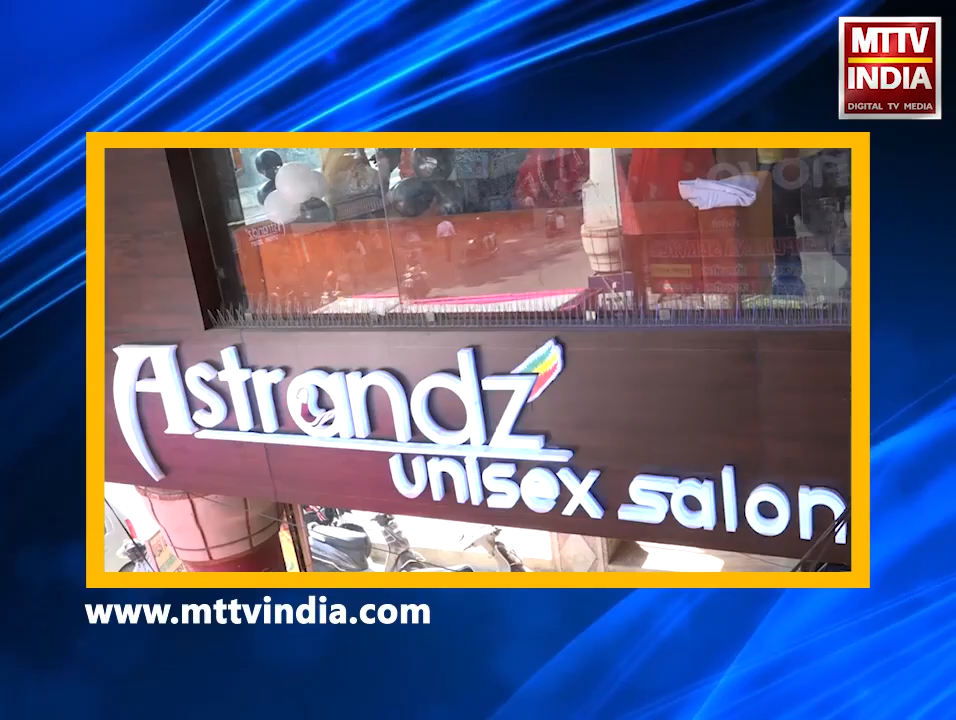 MTTV
INDIA
DIGITAL TV MEDIA
Astrandz
unisex salon
www.mttvindia.com